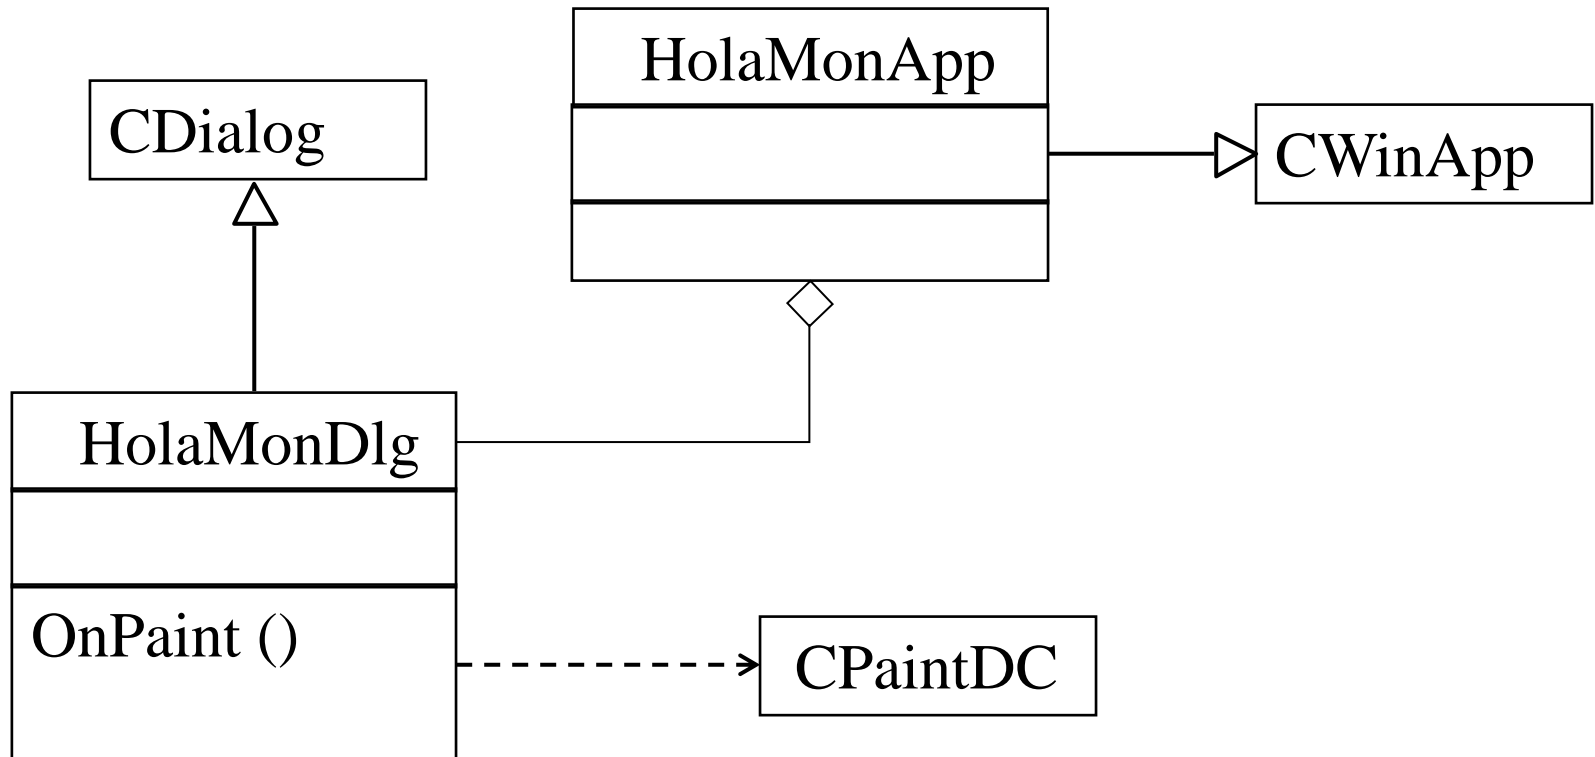 HolaMonApp
CDialog
CWinApp
HolaMonDlg
OnPaint ()
CPaintDC